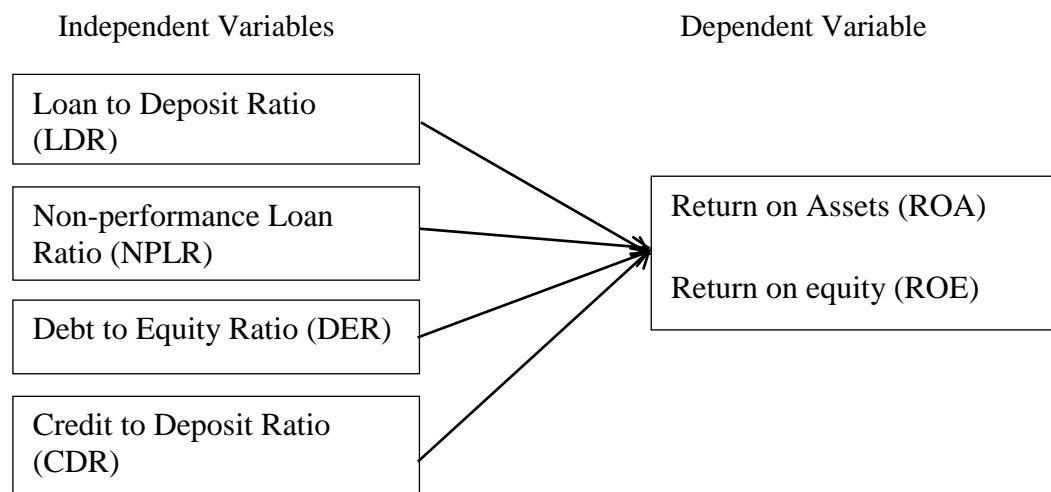 Independent Variables
Dependent Variable
Loan to Deposit Ratio
(LDR)
Non-performance Loan
Ratio (NPLR)
Debt to Equity Ratio (DER)
Credit to Deposit Ratio
(CDR)
Return on Assets (ROA)
Return on equity (ROE)